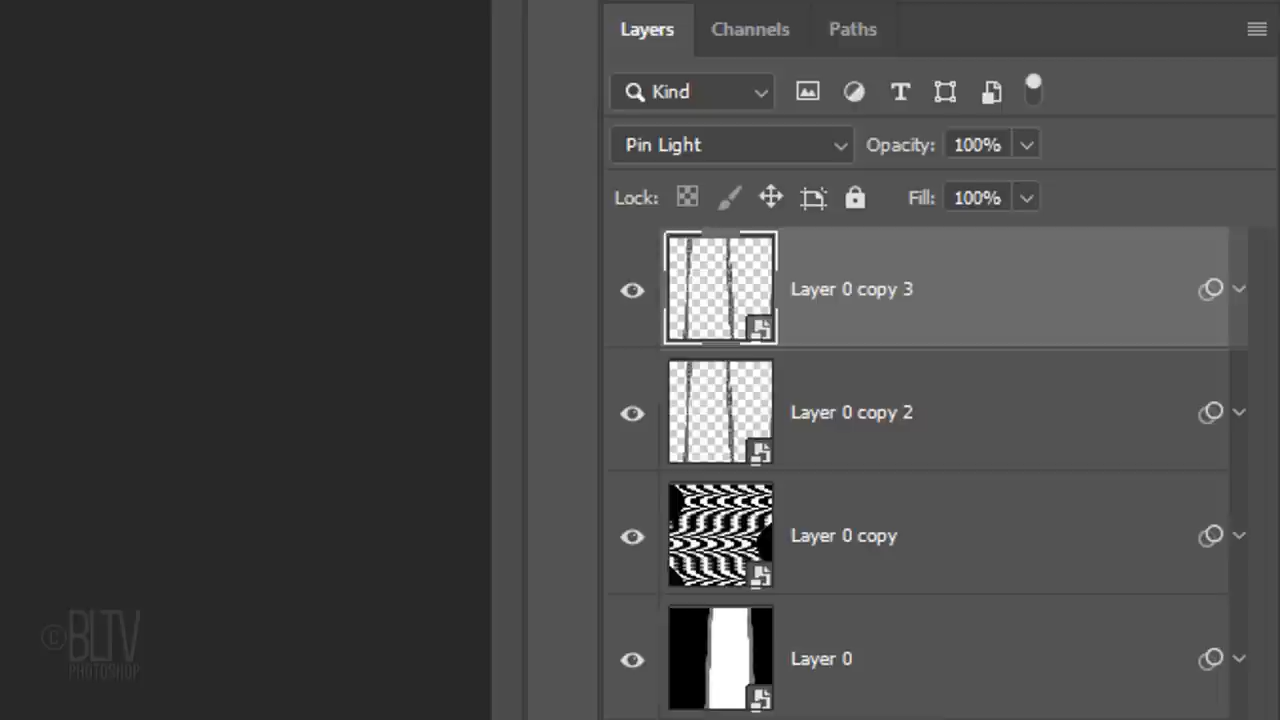 Layers Channels Paths
Kind
Pin Light Opacity: 100%
Lock: Fill: 100%
Layer 0 copy 3
Layer 0 copy 2
Layer 0 copy
Layer 0
© BLTV
PHOTOSHOP